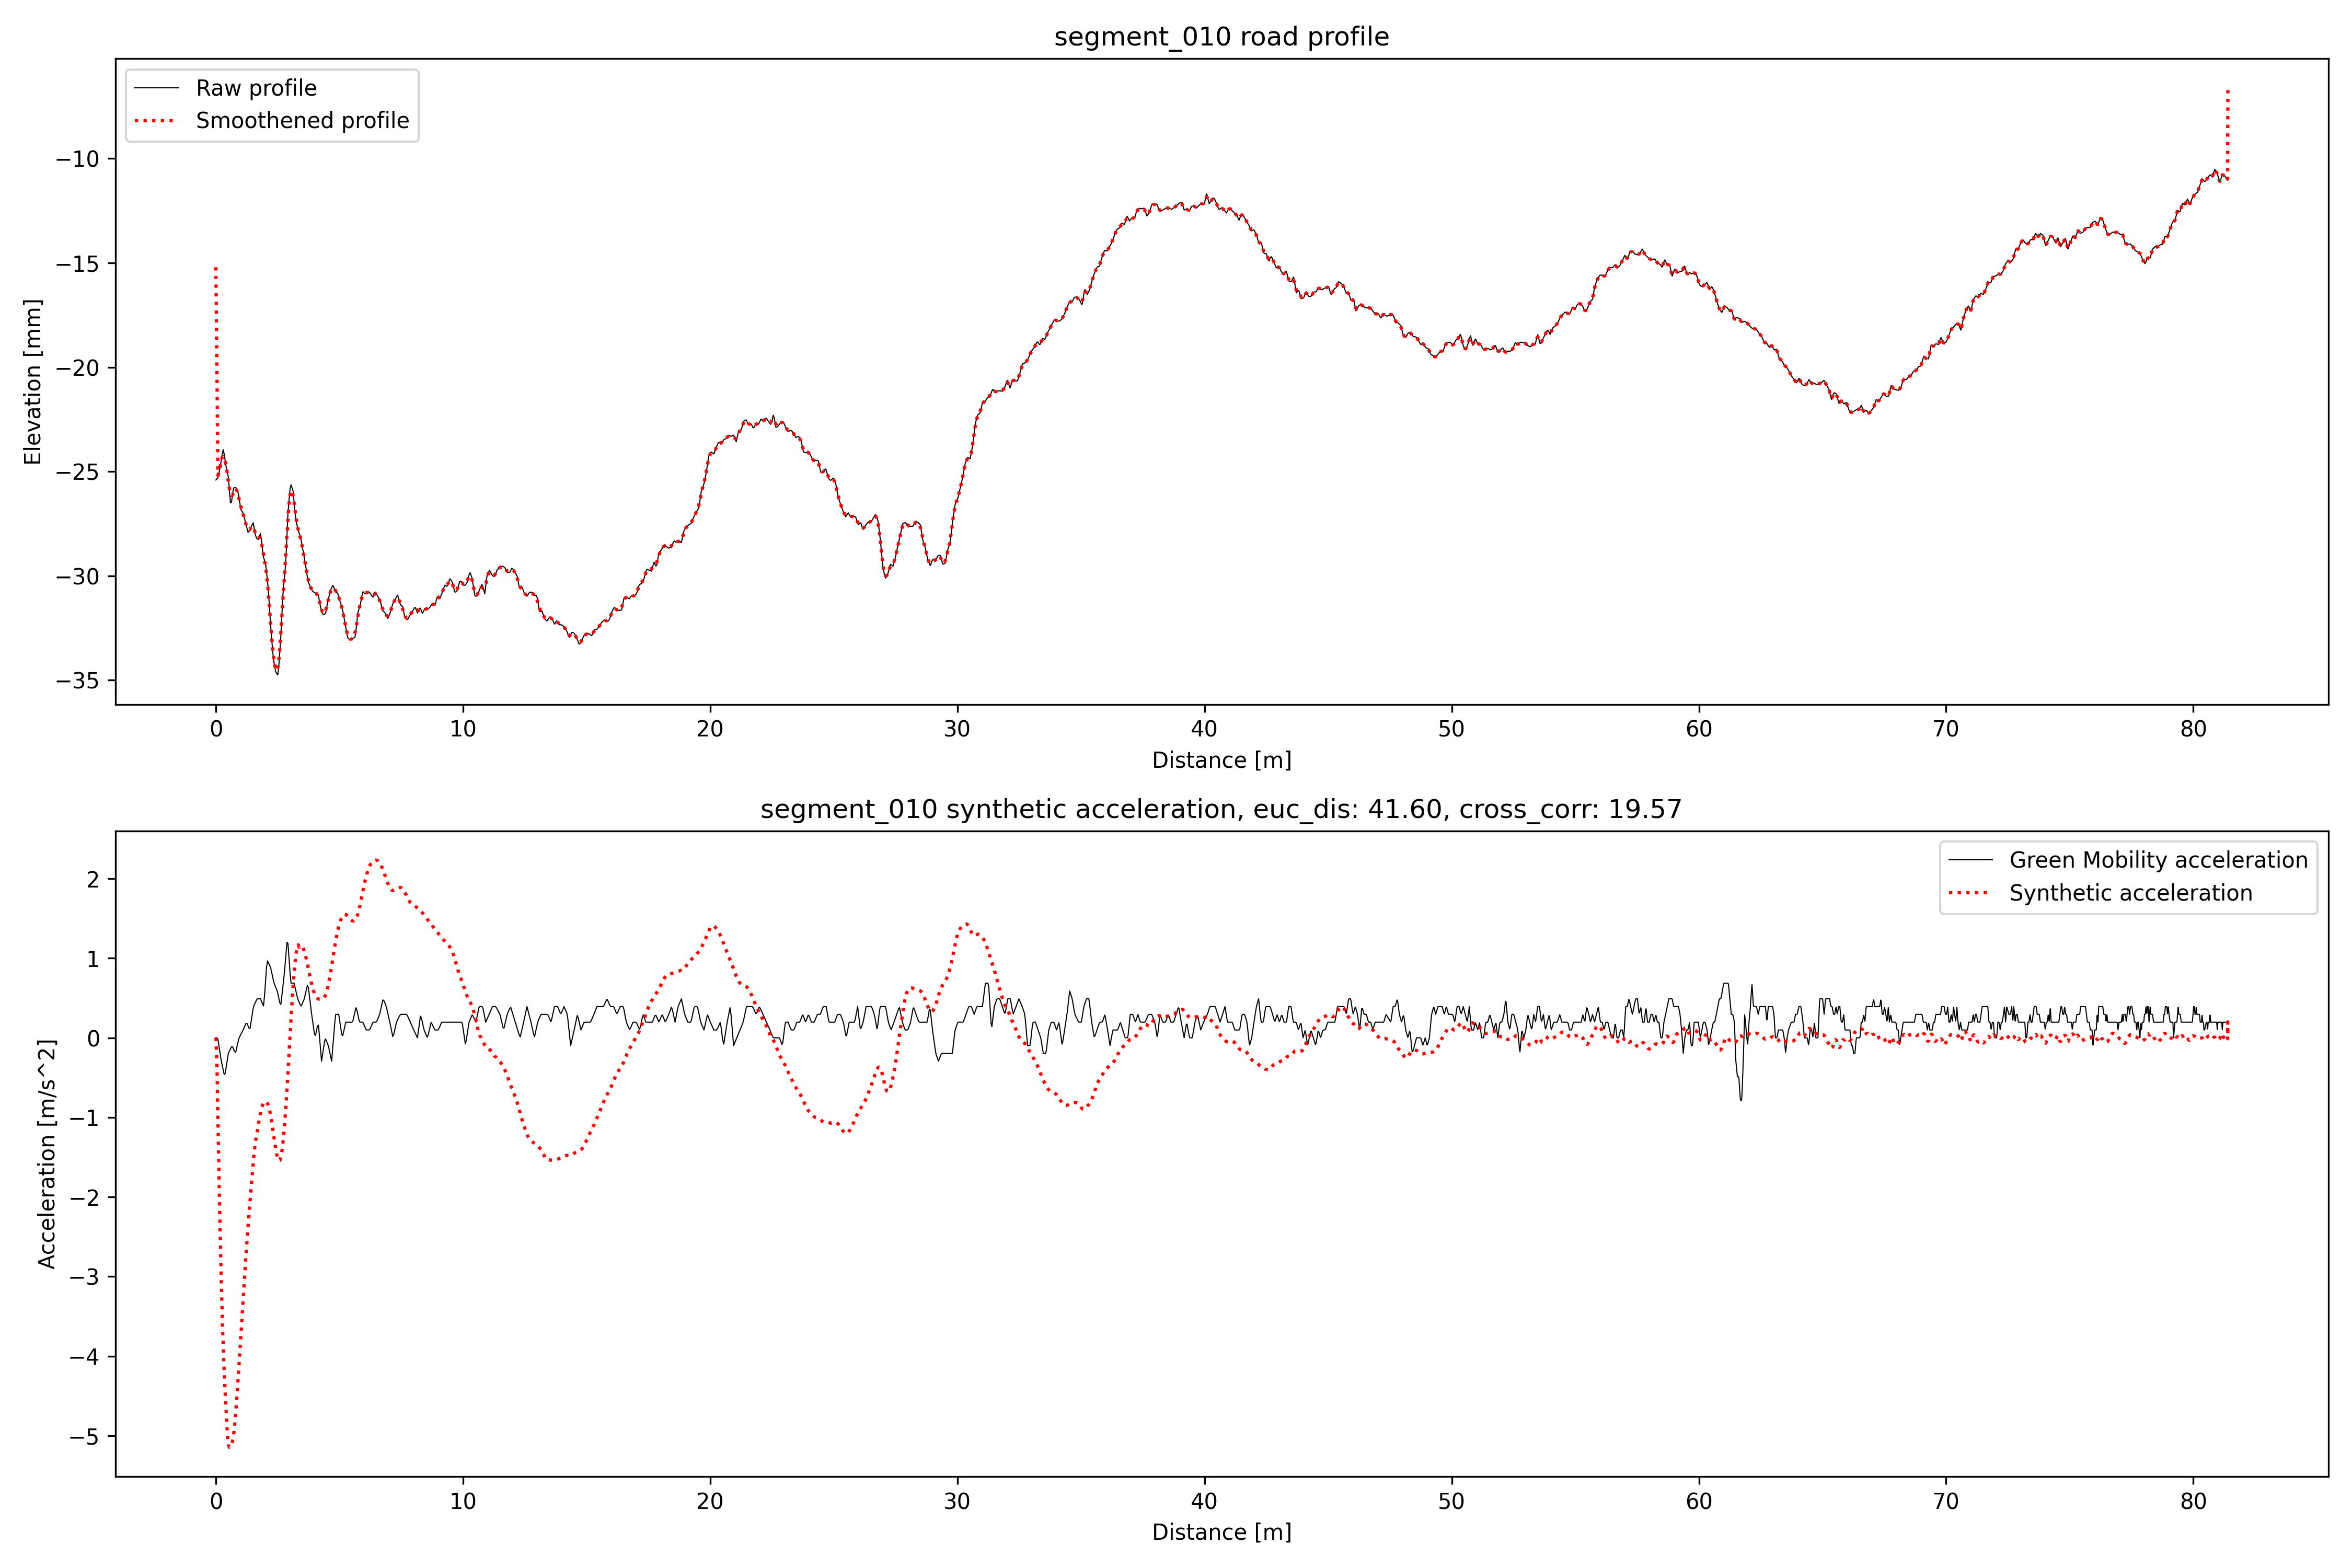 segment_010 road profile
Raw profile
Smoothened profile
Elevation [mm]
−10
−15
−20
−25
−30
−35
0 10 20 30 40 50 60 70 80
Distance [m]
segment_010 synthetic acceleration, euc_dis: 41.60, cross_corr: 19.57
Green Mobility acceleration
Synthetic acceleration
Acceleration [m/s^2]
2
1
0
−1
−2
−3
−4
−5
0 10 20 30 40 50 60 70 80
Distance [m]